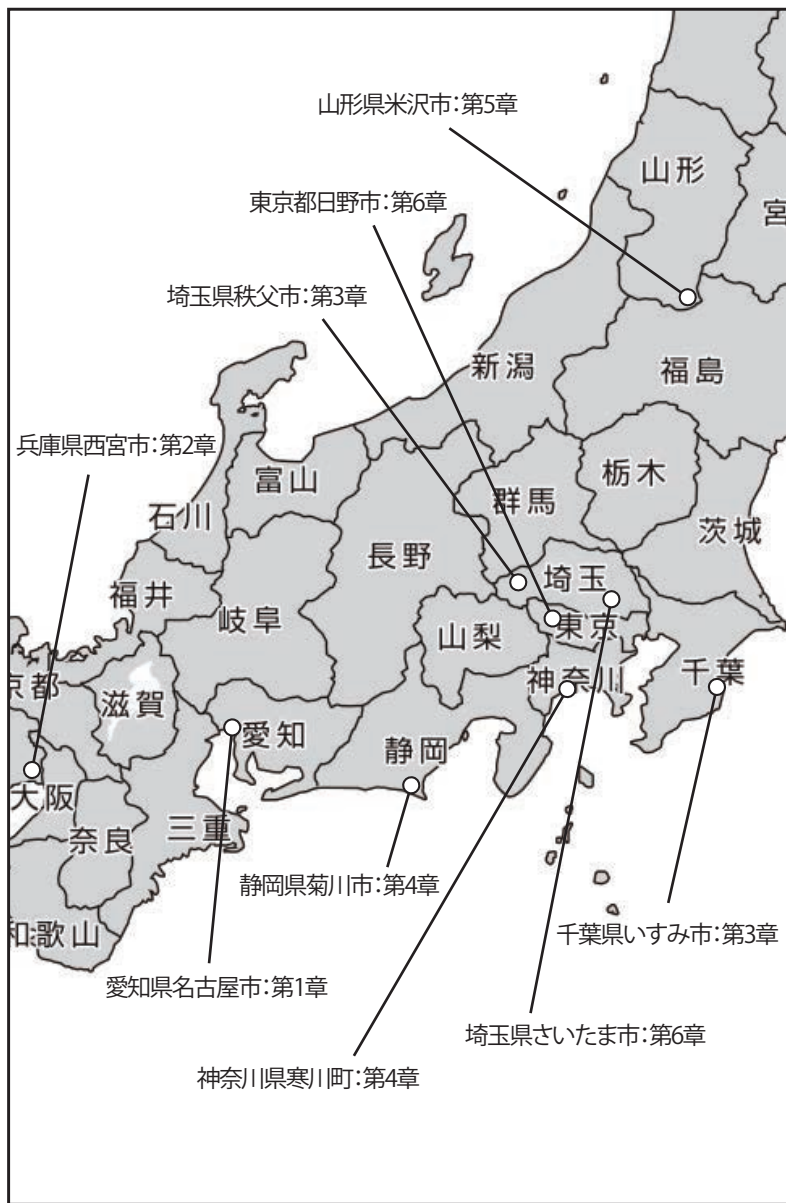 山形県米沢市：第5章
山形
東京都日野市：第6章
宮
埼玉県秩父市：第3章
新潟
福島
兵庫県西宮市：第2章
富山
群馬
栃木
石川
茨城
長野
福井
埼玉
岐阜
山梨
東京
京都
滋賀
神奈川
千葉
愛知
静岡
大阪
奈良
三重
静岡県菊川市：第4章
和歌山
千葉県いすみ市：第3章
愛知県名古屋市：第1章
埼玉県さいたま市：第6章
神奈川県寒川町：第4章